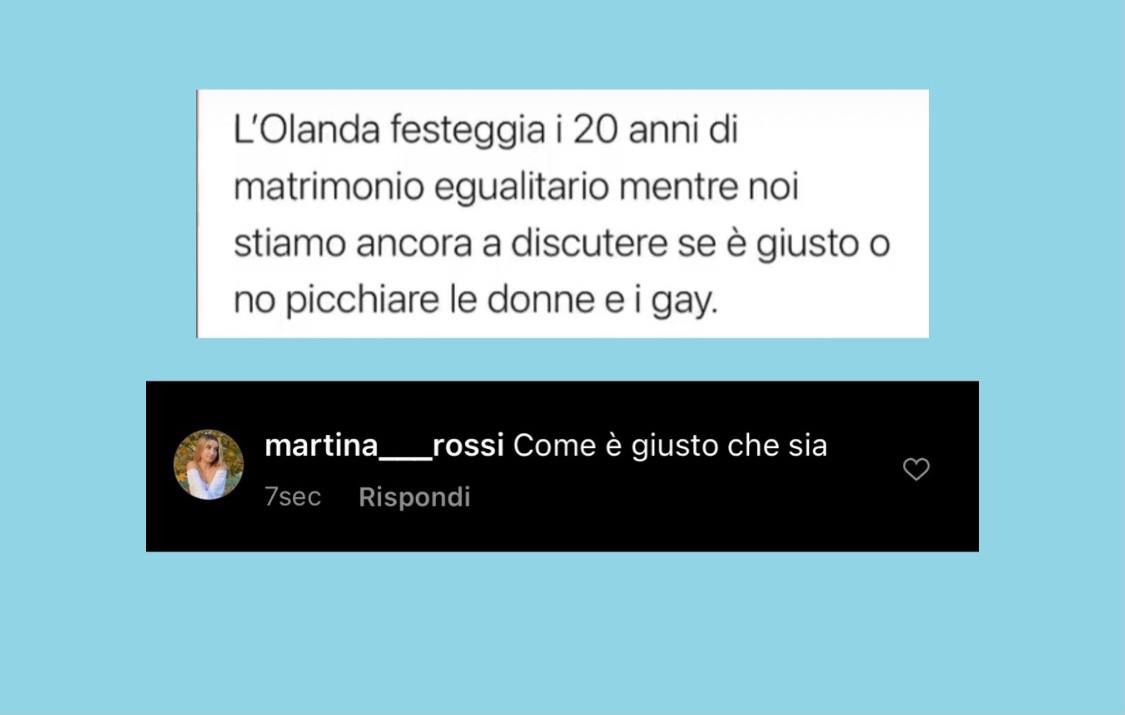 L'Olanda festeggia i 20 anni di
matrimonio egualitario mentre noi
stiamo ancora a discutere se è giusto o
no picchiare le donne e i gay.
martina___rossi Come è giusto che sia
7sec Rispondi